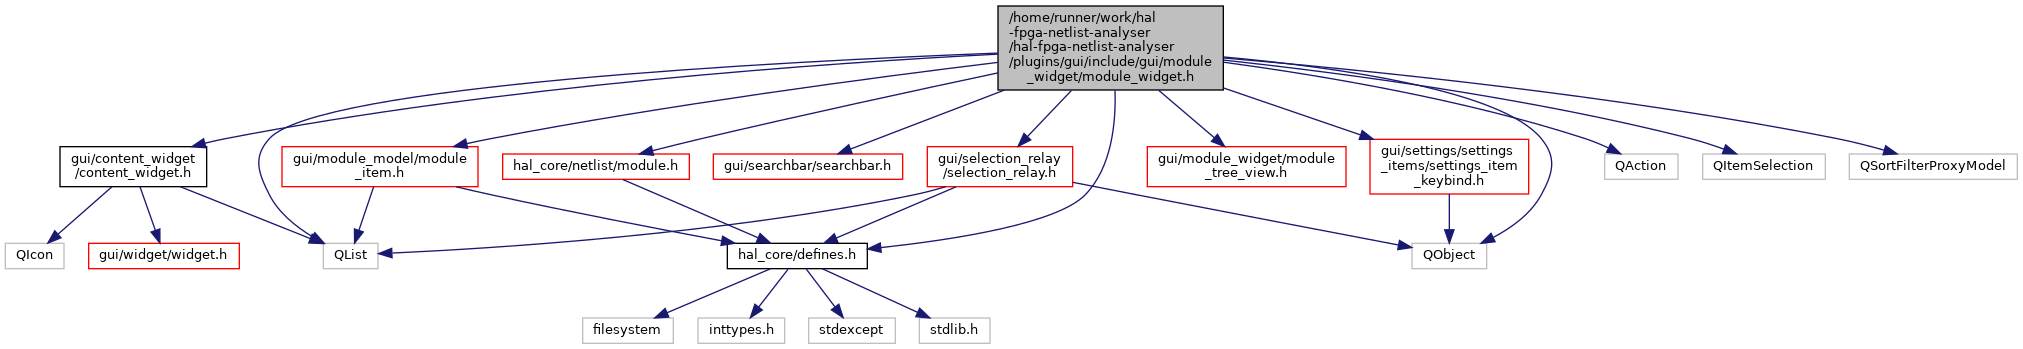 /home/runner/work/hal
-fpga-netlist-analyser
/hal-fpga-netlist-analyser
/plugins/gui/include/gui/module
_widget/module_widget.h
gui/content_widget
/content_widget.h
gui/module_model/module
_item.h
hal_core/netlist/module.h
gui/searchbar/searchbar.h
gui/selection_relay
/selection_relay.h
gui/module_widget/module
_tree_view.h
gui/settings/settings
_items/settings_item
_keybind.h
QAction
QItemSelection
QSortFilterProxyModel
QIcon
gui/widget/widget.h
QList
hal_core/defines.h
QObject
filesystem
inttypes.h
stdexcept
stdlib.h